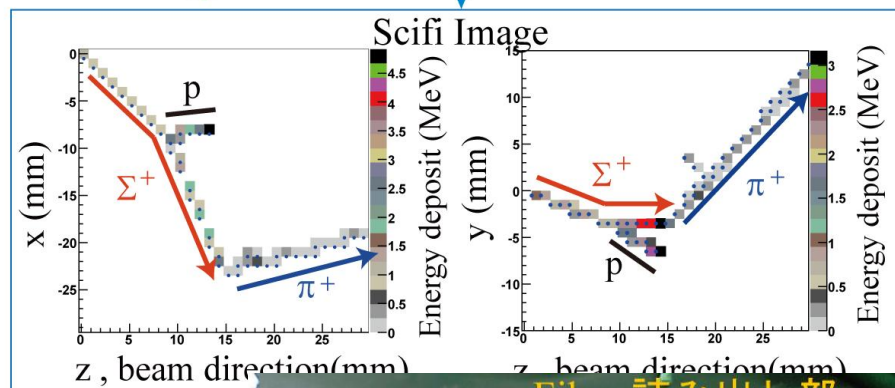 Scifi Image
0
-5
-10
-15
-20
-25
x (mm)
p
Σ+
π+
0 5 10 15 20 25
z , beam direction(mm)
4.5
4
3.5
3
2.5
2
1.5
1
0.5
0
Energy deposit (MeV)
15
10
5
0
-5
-10
-15
y (mm)
Σ+
p
π+
0 5 10 15 20 25
beam direction(mm)
3
2.5
2
1.5
1
0.5
0
Energy deposit (MeV)